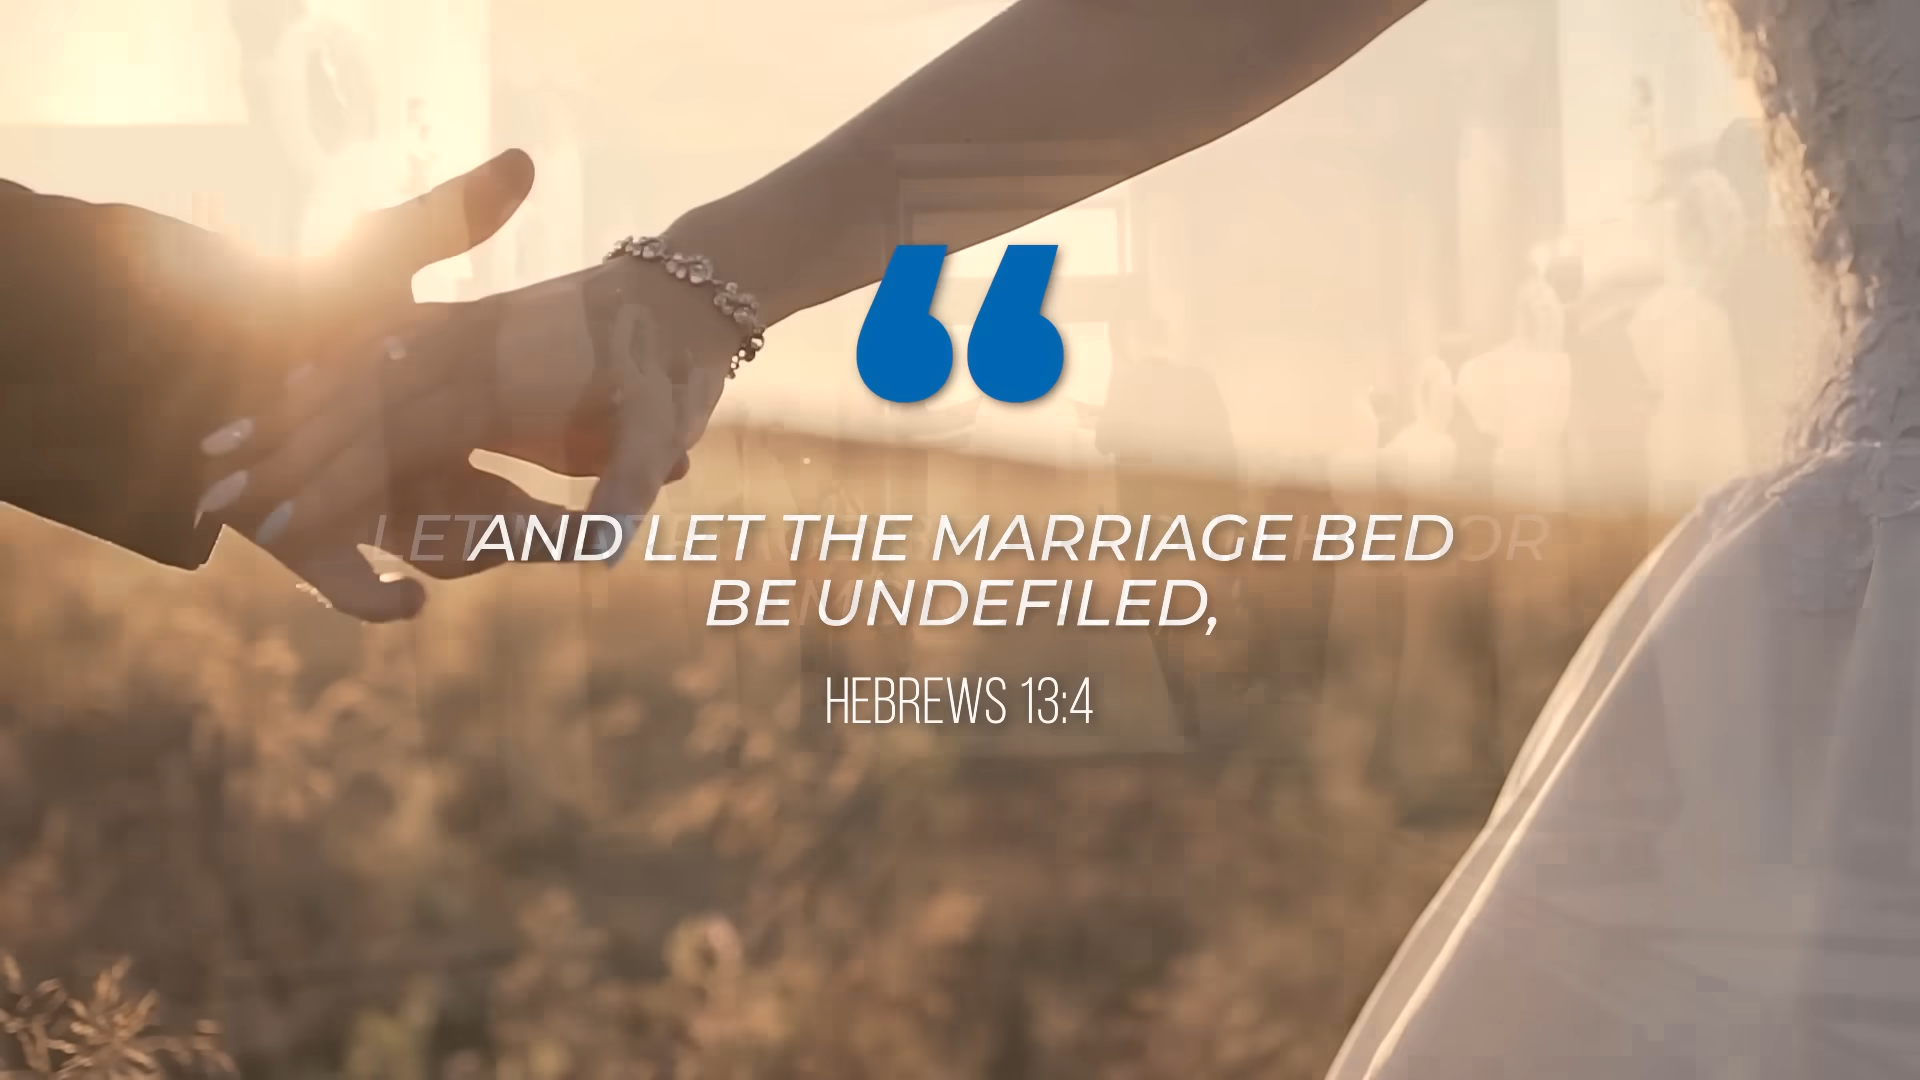 “
AND LET THE MARRIAGE BED
BE UNDEFILED,
HEBREWS 13:4